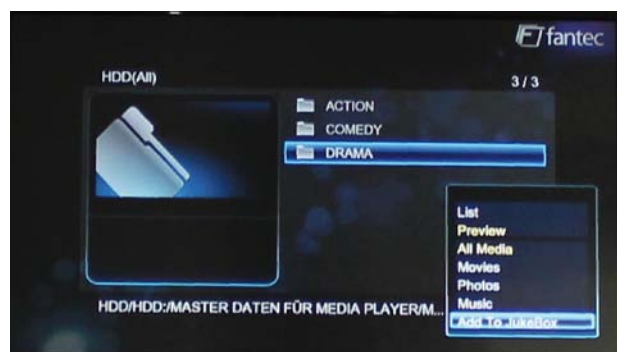 fantec
HDD(All)
3 / 3
ACTION
COMEDY
DRAMA
List
Preview
All Media
Movies
Photos
Music
Add To JukeBox
HDD/HDD:/MASTER DATEN FÜR MEDIA PLAYER/M...